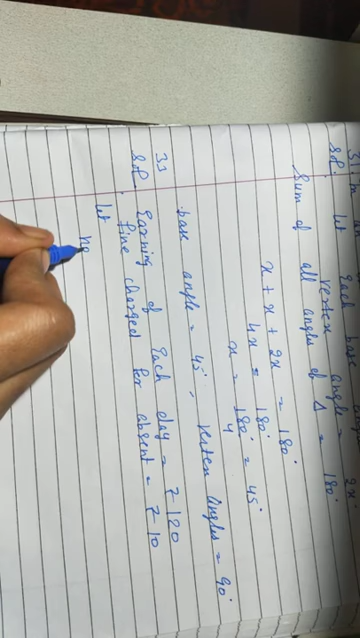 Sol. Let each base angle =
vertex = 2x
Sum of all angles of Δ = 180°
x + x + 2x = 180°
4x = 180°
x = 180°/4 = 45°
base angle = 45°, vertex angles = 90°
33
Sol. Earning of each day = ₹ 120
fine charged for absent = ₹ 10
Let
no